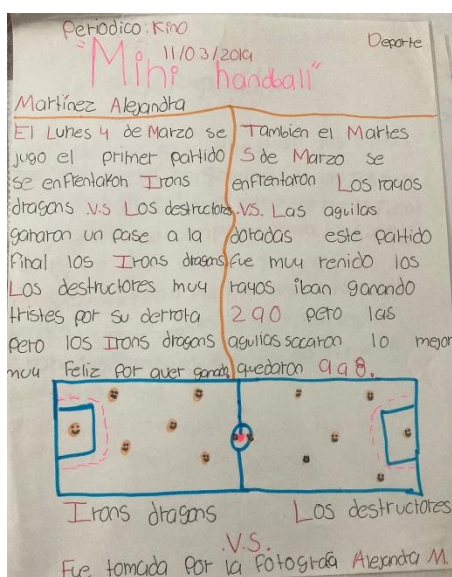 Periodico: Kino
Deporte
11/03/2019
"Mini handball"
Martínez Alejandra
El Lunes 4 de Marzo se
jugo el primer partido
se enfrentaron Irons
dragons V.S Los destructores
ganaron un pase a la
final los Irons dragons
Los destructores muy
tristes por su derrota
pero los Irons dragons
muy Feliz por aver ganado
Tambien el Martes
5 de Marzo se
enfrentaron Los rayos
.VS. Las aguilas
doradas este partido
fue muy renido los
rayos iban ganando
2 a 0 pero las
aguilas sacaron lo mejor
quedaron 9 a 8.
Irons dragons
Los destructores
.V.S.
Fue tomada por la Fotografía Alejandra M.